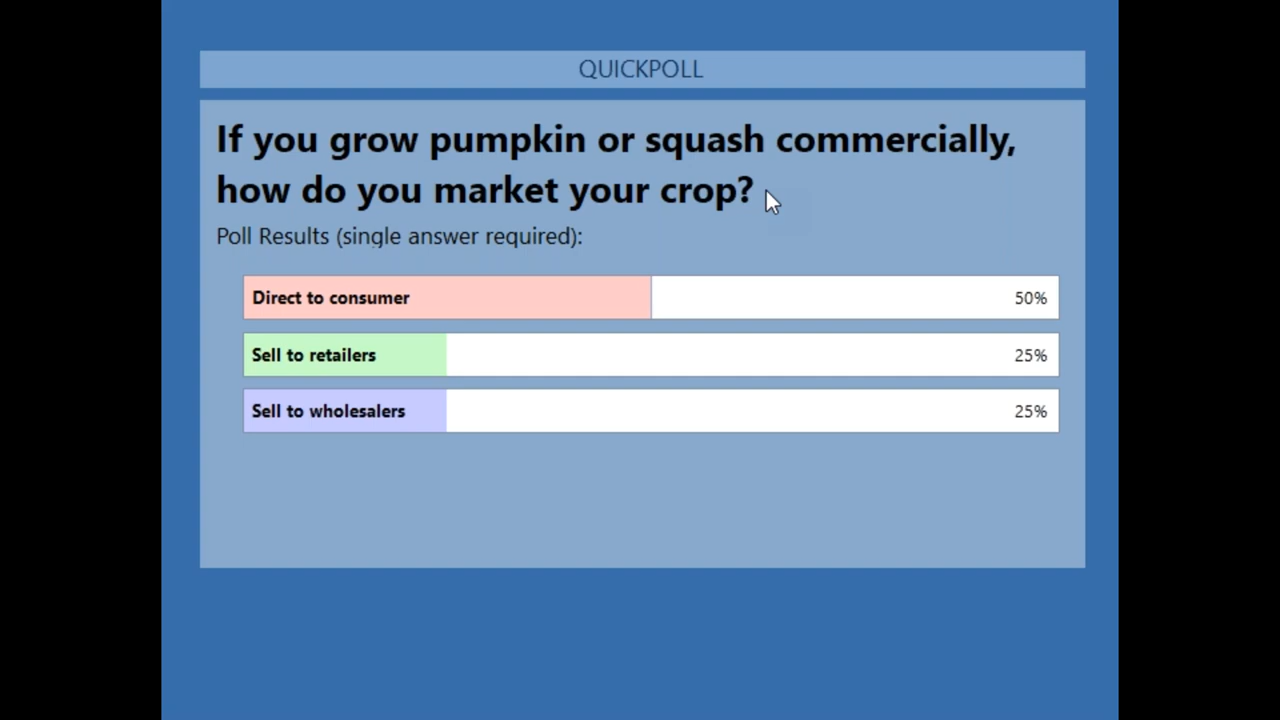 QUICKPOLL
If you grow pumpkin or squash commercially,
how do you market your crop?
Poll Results (single answer required):
Direct to consumer 50%
Sell to retailers 25%
Sell to wholesalers 25%